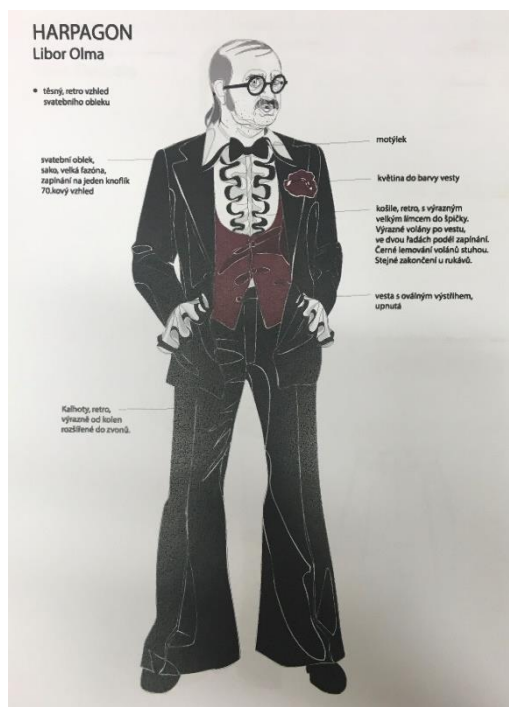 HARPAGON
Libor Olma
• těsný, retro vzhled
svatebního obleku
svatební oblek,
sako, velká fazóna,
zapínání na jeden knoflík
70.kový vzhled
motýlek
květina do barvy vesty
košile, retro, s výrazným
velkým límcem do špičky.
Výrazné volány po vestu,
ve dvou řadách podél zapínání.
Černé lemování volánů stuhou.
Stejné zakončení u rukávů.
vesta s oválným výstřihem,
upnutá
Kalhoty, retro,
výrazně od kolen
rozšířené do zvonů.